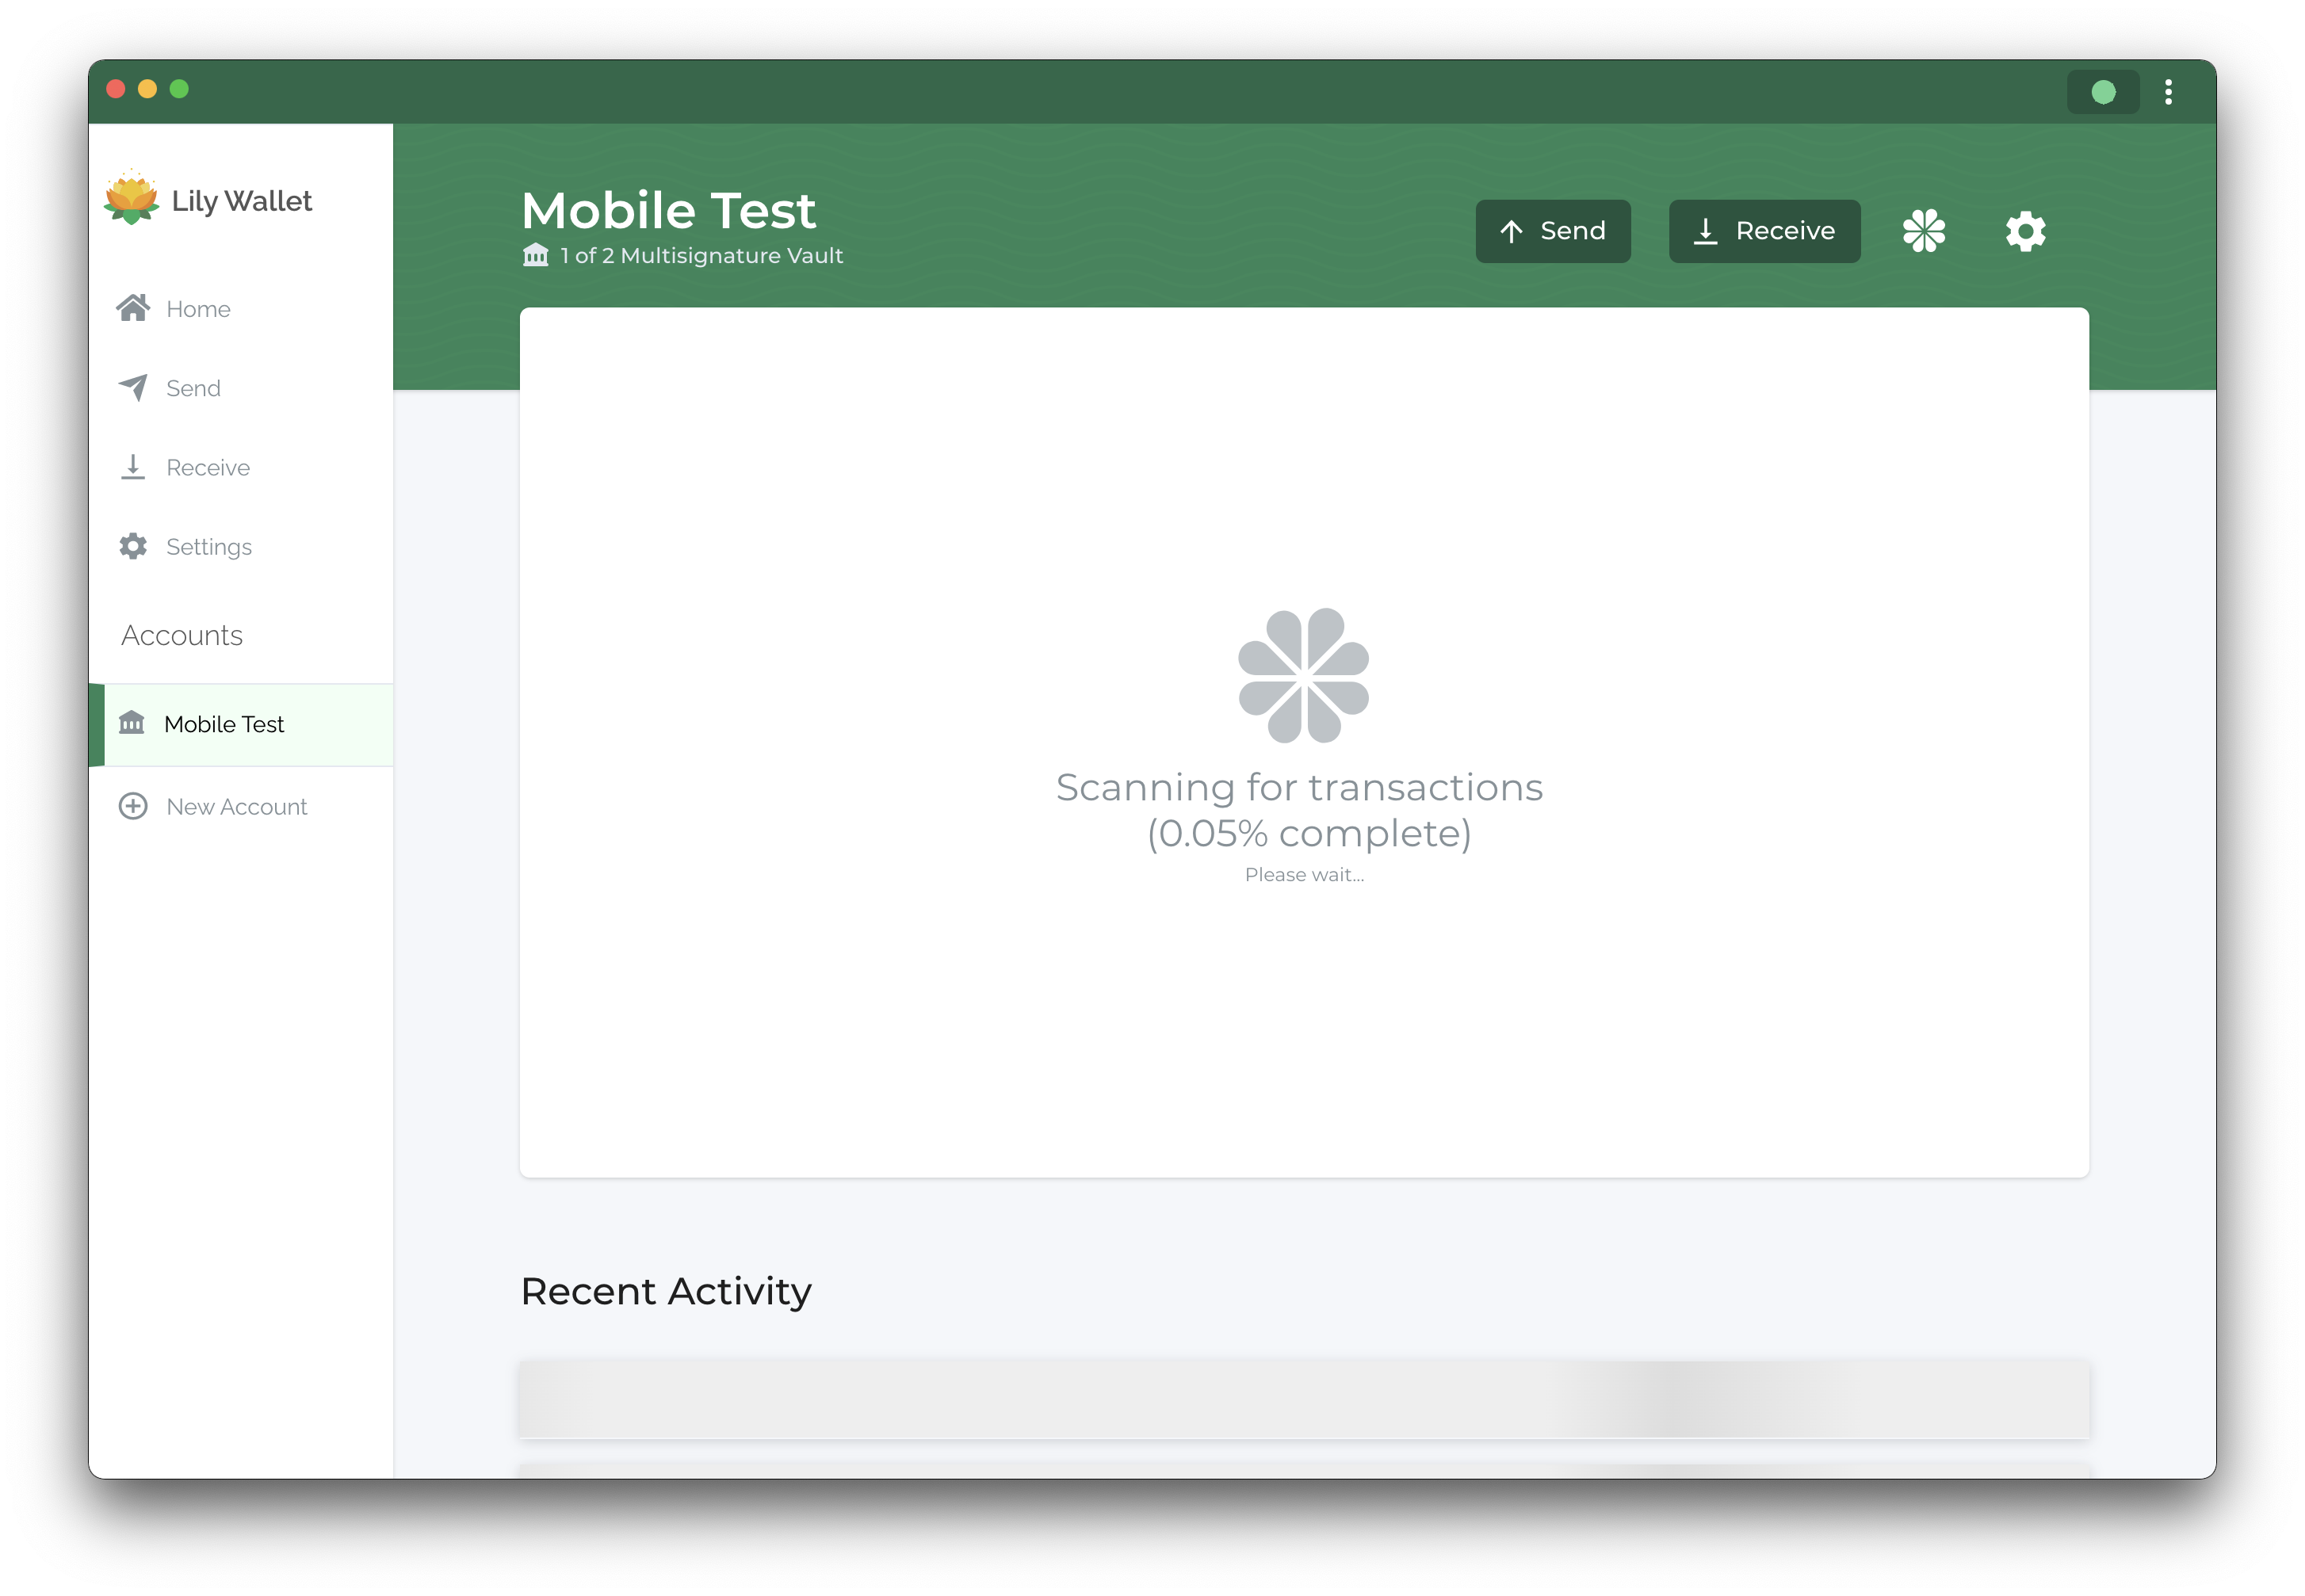 Lily Wallet
Home
Send
Receive
Settings
Accounts
Mobile Test
New Account
Mobile Test
1 of 2 Multisignature Vault
Send
Receive
Scanning for transactions
(0.05% complete)
Please wait...
Recent Activity